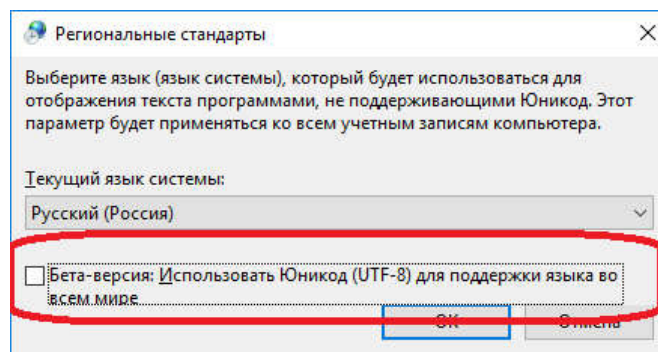 Региональные стандарты
Выберите язык (язык системы), который будет использоваться для
отображения текста программами, не поддерживающими Юникод. Этот
параметр будет применяться ко всем учетным записям компьютера.
Текущий язык системы:
Русский (Россия)
Бета-версия: Использовать Юникод (UTF-8) для поддержки языка во
всем мире
ОК Отмена